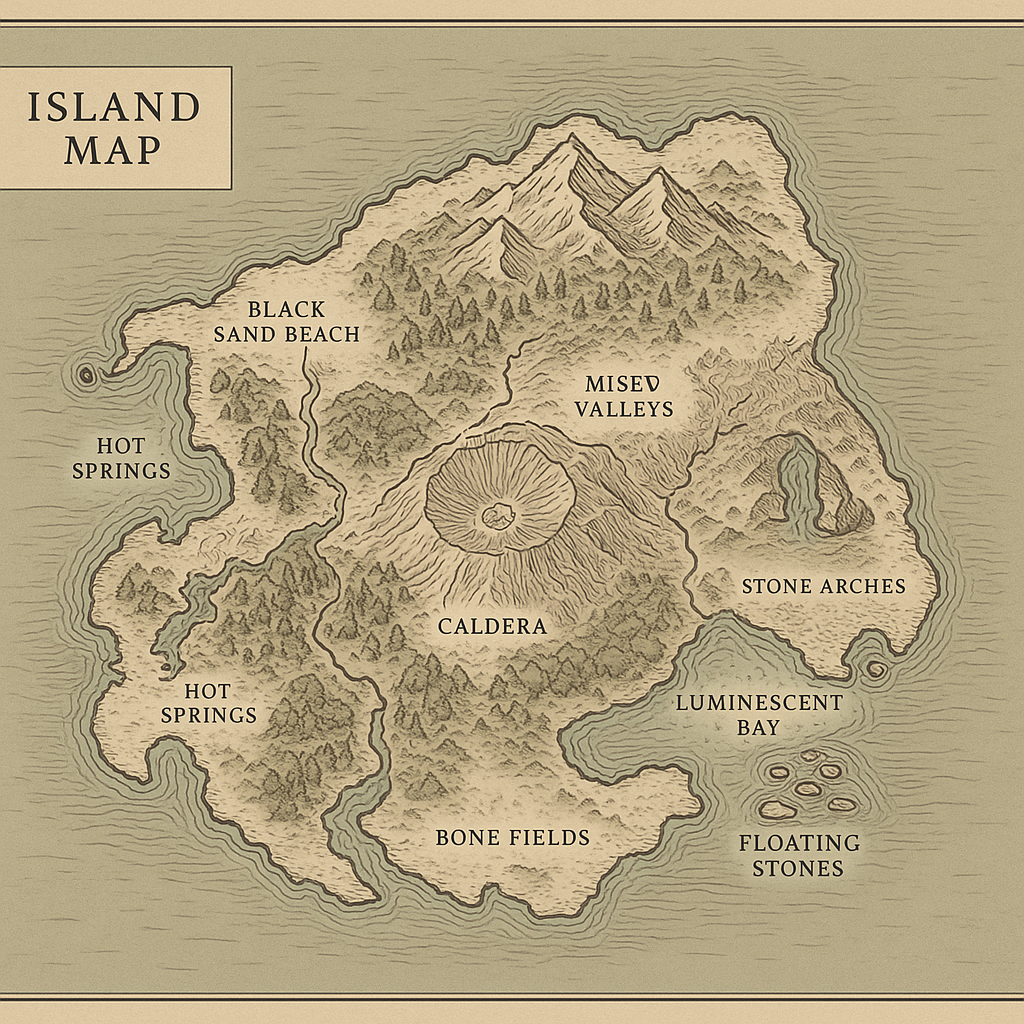 ISLAND
MAP
BLACK
SAND BEACH
MISEV
VALLEYS
HOT
SPRINGS
STONE ARCHES
CALDERA
HOT
SPRINGS
LUMINESCENT
BAY
BONE FIELDS
FLOATING
STONES